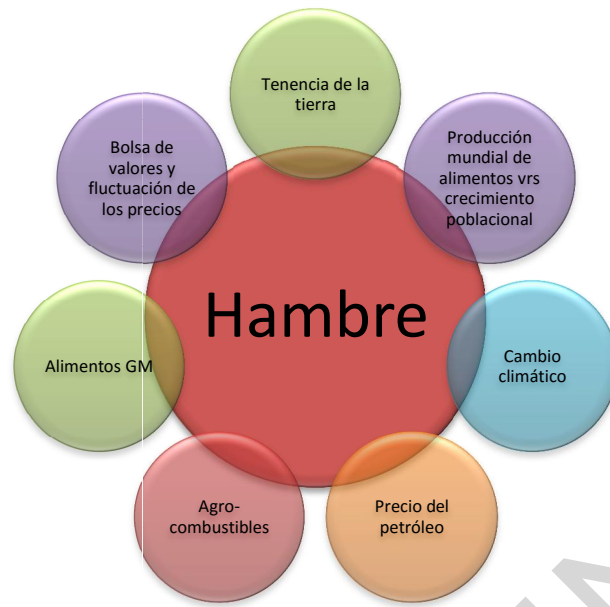 Tenencia de la
tierra
Producción
mundial de
alimentos vrs
crecimiento
poblacional
Cambio
climático
Precio del
petróleo
Agro-
combustibles
Alimentos GM
Bolsa de
valores y
fluctuación de
los precios
Hambre